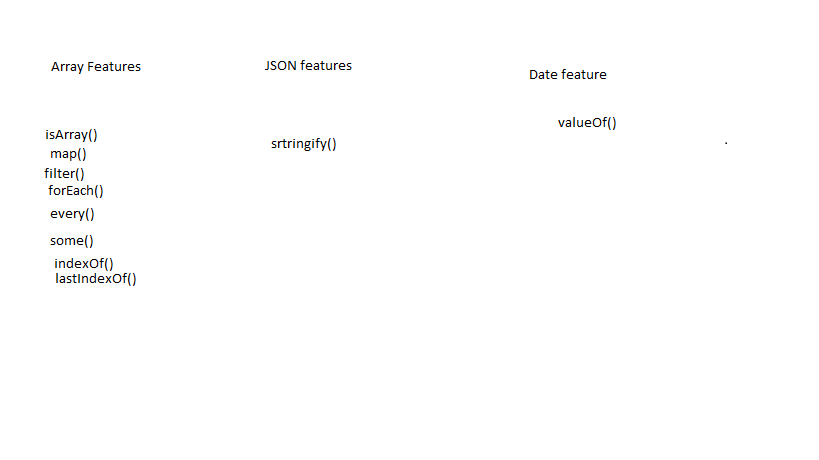 Array Features
JSON features
Date feature
isArray()
map()
filter()
forEach()
every()
some()
indexOf()
lastIndexOf()
srtringify()
valueOf()